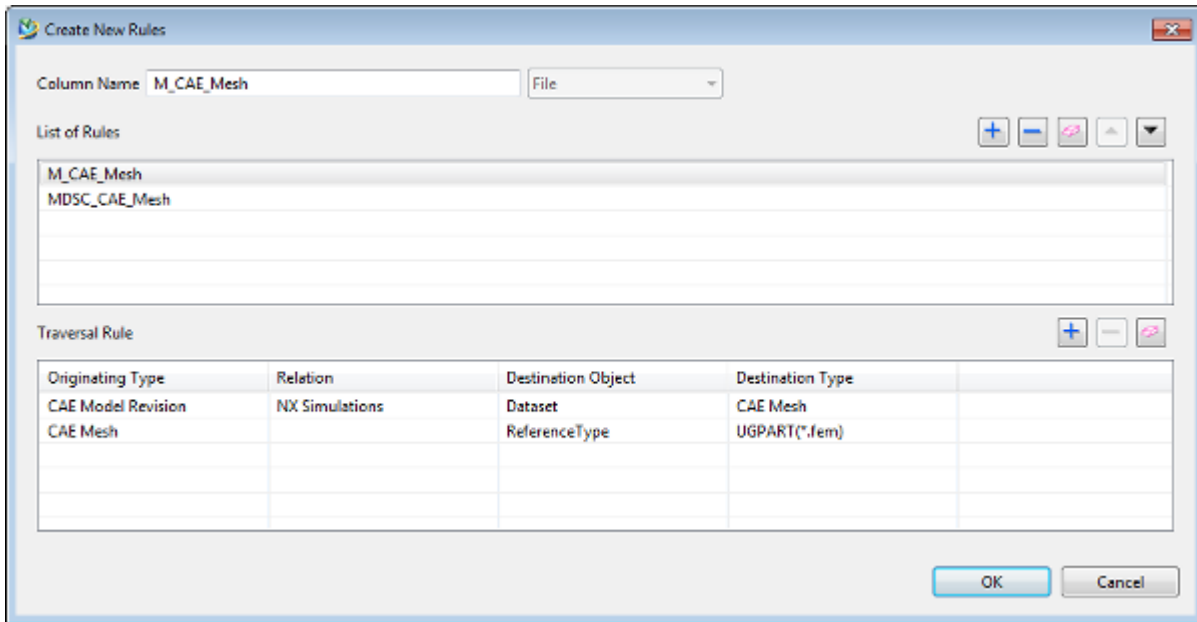 Create New Rules
Column Name M_CAE_Mesh File
List of Rules
M_CAE_Mesh
MDSC_CAE_Mesh
Traversal Rule
Originating Type Relation Destination Object Destination Type
CAE Model Revision NX Simulations Dataset CAE Mesh
CAE Mesh ReferenceType UGPART(*.fem)
OK Cancel